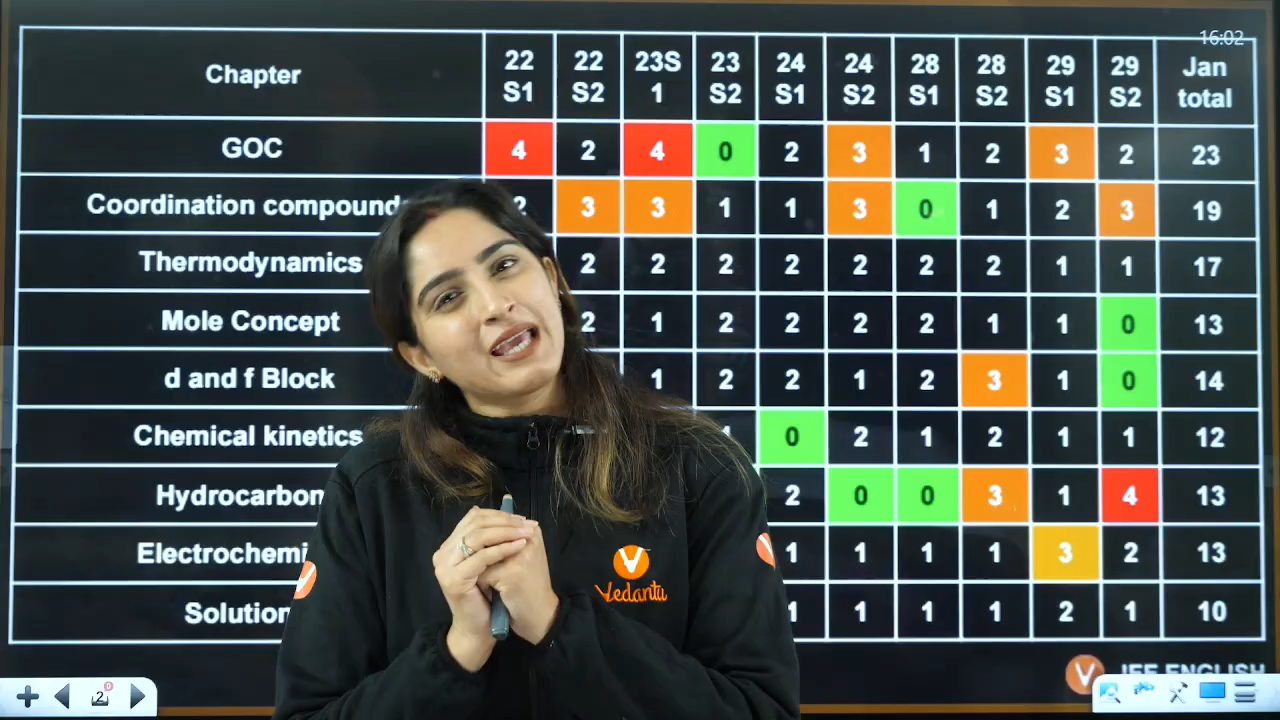 16:02
Chapter 22 S1 22 S2 23S 1 23 S2 24 S1 24 S2 28 S1 28 S2 29 S1 29 S2 Jan total
GOC 4 2 4 0 2 3 1 2 3 2 23
Coordination compounds 2 3 3 1 1 3 0 1 2 3 19
Thermodynamics 2 2 2 2 2 2 2 1 1 17
Mole Concept 2 1 2 2 2 2 1 1 0 13
d and f Block 1 2 2 1 2 3 1 0 14
Chemical kinetics 0 2 1 2 1 1 12
Hydrocarbon 2 0 0 3 1 4 13
Electrochemi 1 1 1 1 3 2 13
Solution 1 1 1 1 2 1 10
Vedantu
JEE ENGLISH
2
0